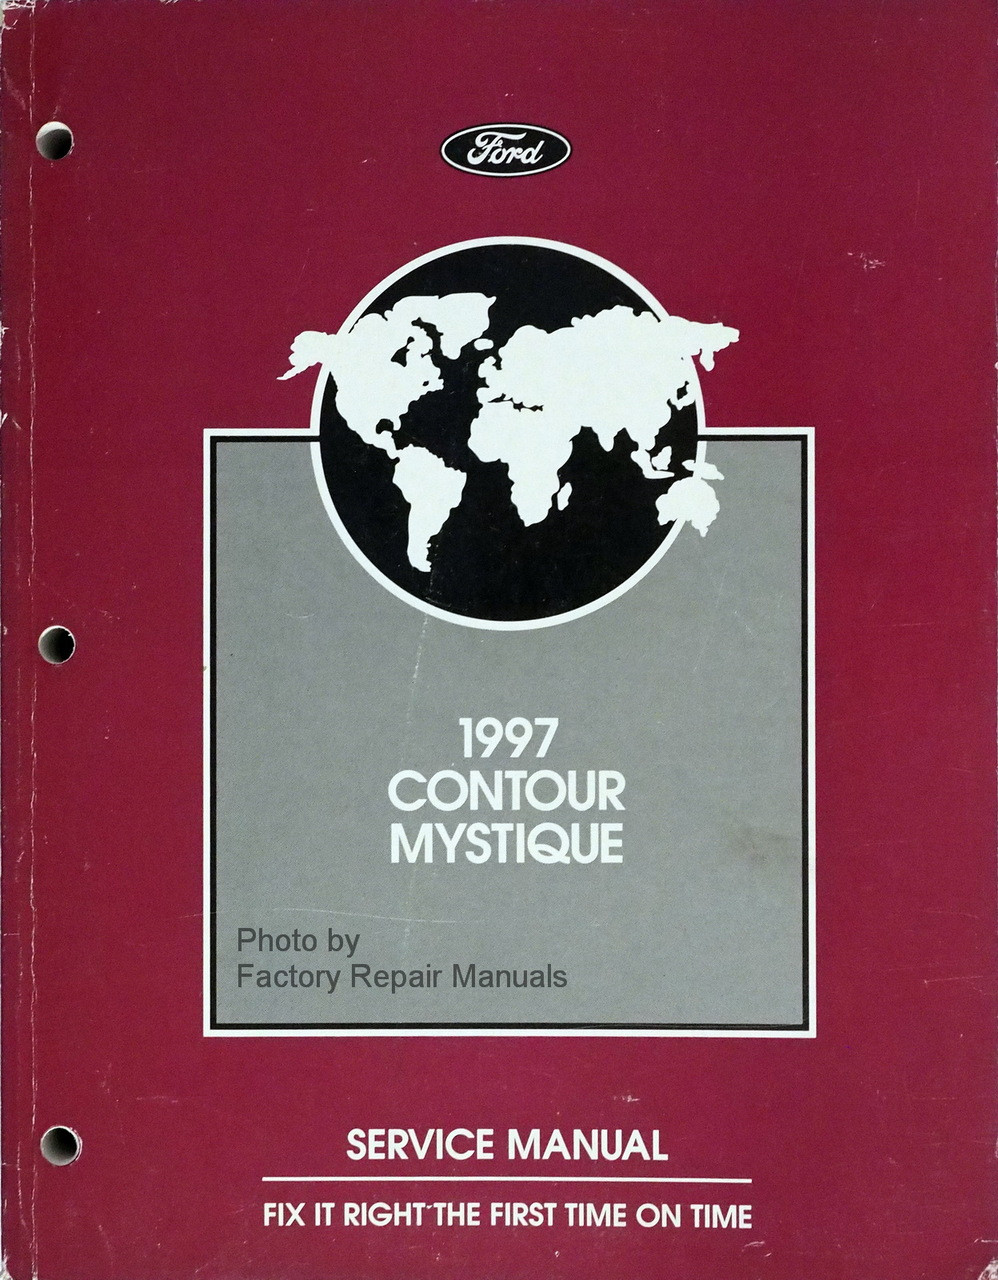 Ford
1997
CONTOUR
MYSTIQUE
Photo by
Factory Repair Manuals
SERVICE MANUAL
FIX IT RIGHT THE FIRST TIME ON TIME